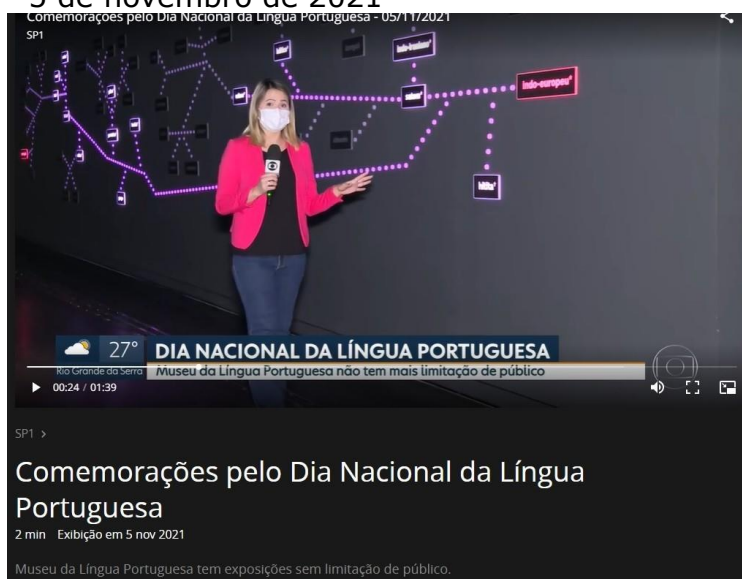 5 de novembro de 2021
Comemorações pelo Dia Nacional da Língua Portuguesa - 05/11/2021
SP1
indo-europeu
27°
DIA NACIONAL DA LÍNGUA PORTUGUESA
Rio Grande da Serra
Museu da Língua Portuguesa não tem mais limitação de público
00:24 / 01:39
SP1 >
Comemorações pelo Dia Nacional da Língua
Portuguesa
2 min Exibição em 5 nov 2021
Museu da Língua Portuguesa tem exposições sem limitação de público.